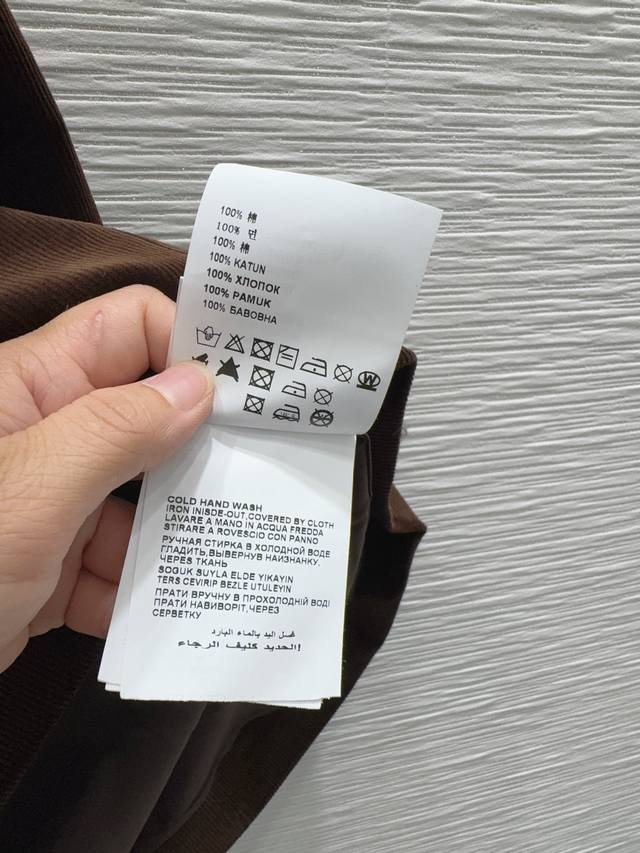 100% 棉
100% 면
100% 棉
100% KATUN
100% ХЛОПОК
100% PAMUK
100% БАВОВНА
W
COLD HAND WASH
IRON INISDE-OUT,COVERED BY CLOTH
LAVARE A MANO IN ACQUA FREDDA
STIRARE A ROVESCIO CON PANNO
РУЧНАЯ СТИРКА В ХОЛОДНОЙ ВОДЕ
ГЛАДИТЬ,ВЫВЕРНУВ НАИЗНАНКУ,
ЧЕРЕЗ ТКАНЬ
SOGUK SUYLA ELDE YIKAYIN
TERS CEVIRIP BEZLE UTULEYIN
ПРАТИ ВРУЧНУ В ПРОХОЛОДНІЙ ВОДІ
ПРАТИ НАВИВОРІТ,ЧЕРЕЗ
СЕРВЕТКУ
غسل اليد بالماء البارد
الحديد كليف الرجاء!